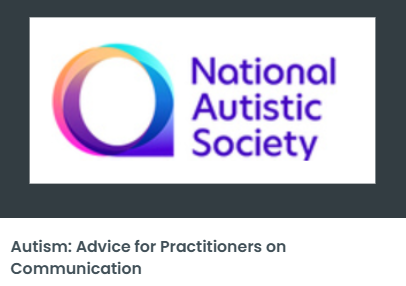 National
Autistic
Society
Autism: Advice for Practitioners on
Communication